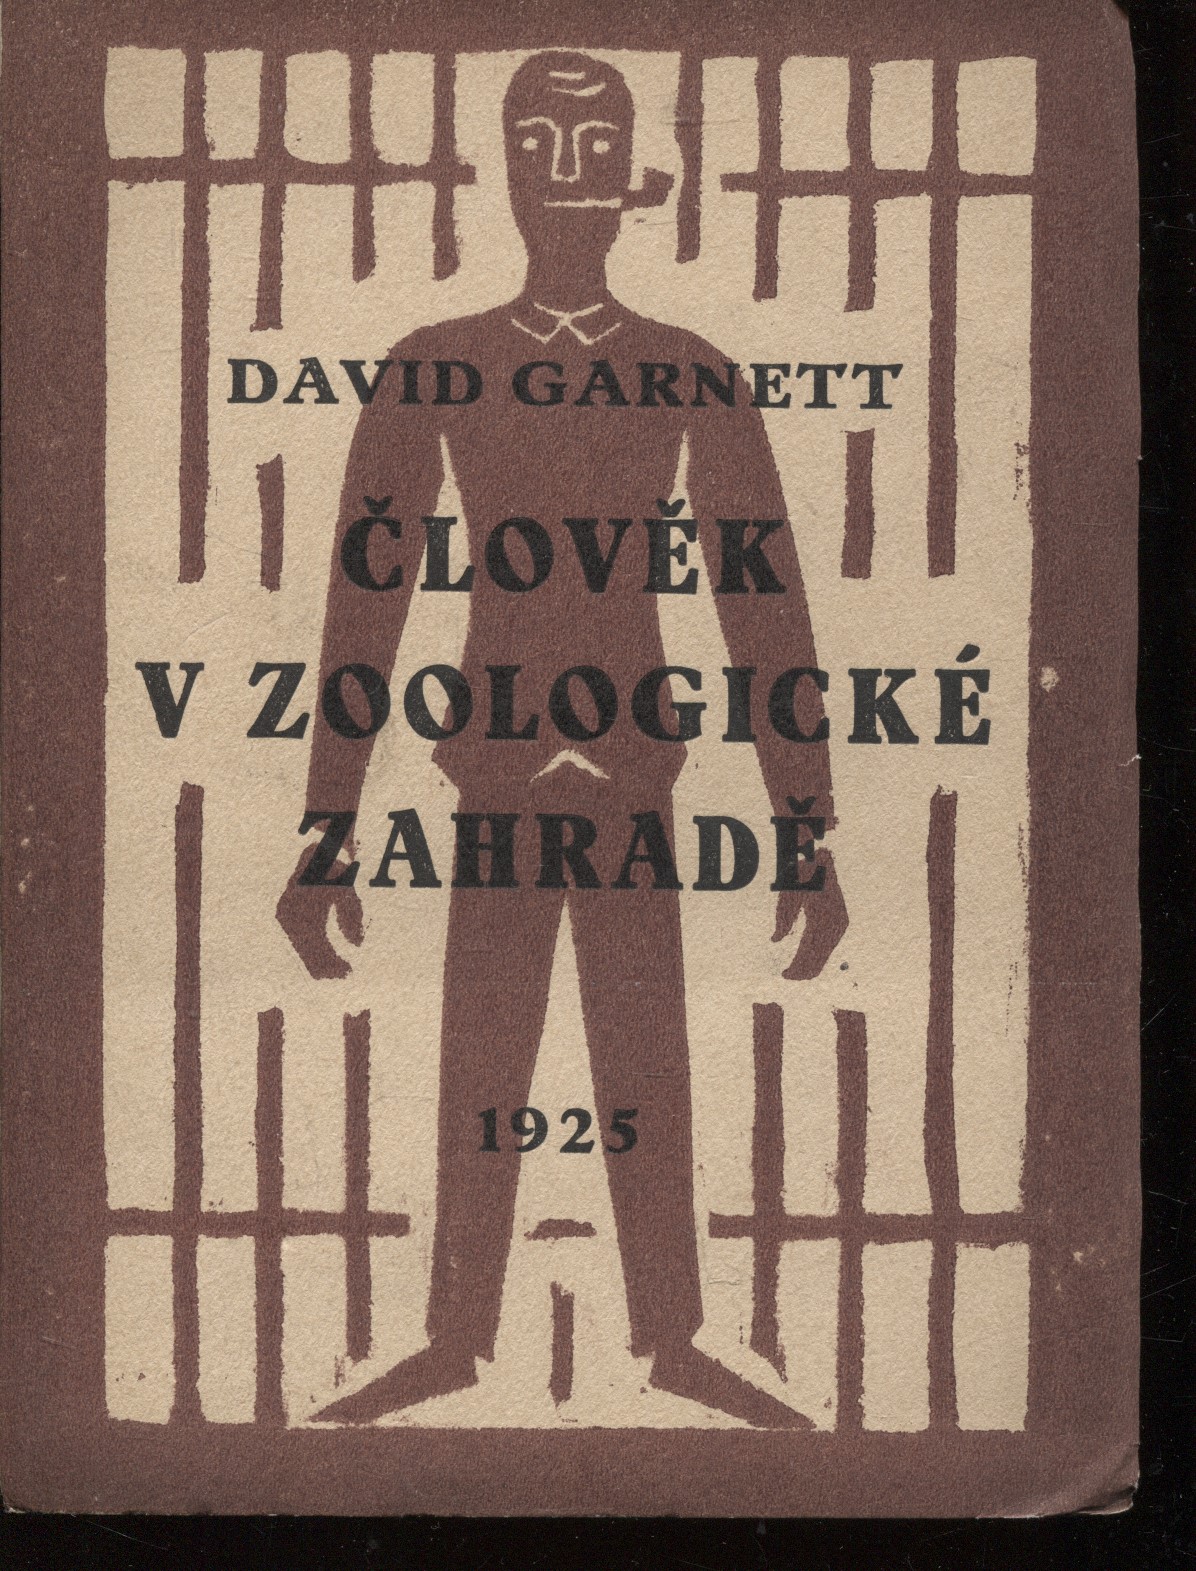 DAVID GARNETT
ČLOVĚK
V ZOOLOGICKÉ
ZAHRADĚ
1925